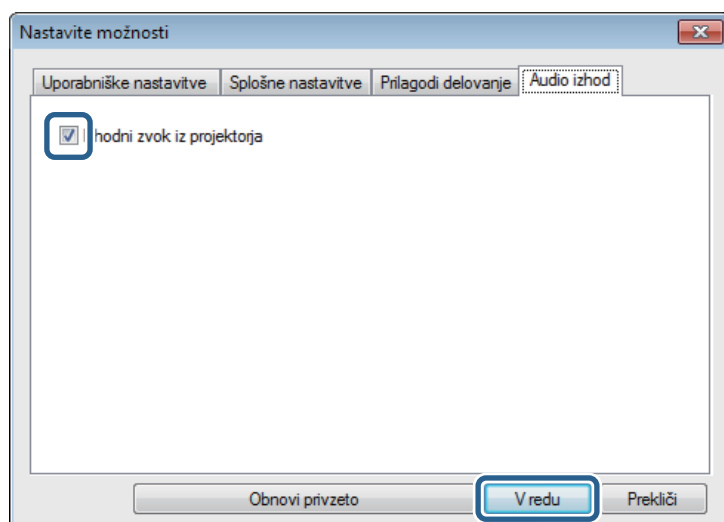 Nastavite možnosti
Uporabniške nastavitve Splošne nastavitve Prilagodi delovanje Audio izhod
hodni zvok iz projektorja
Obnovi privzeto V redu Prekliči